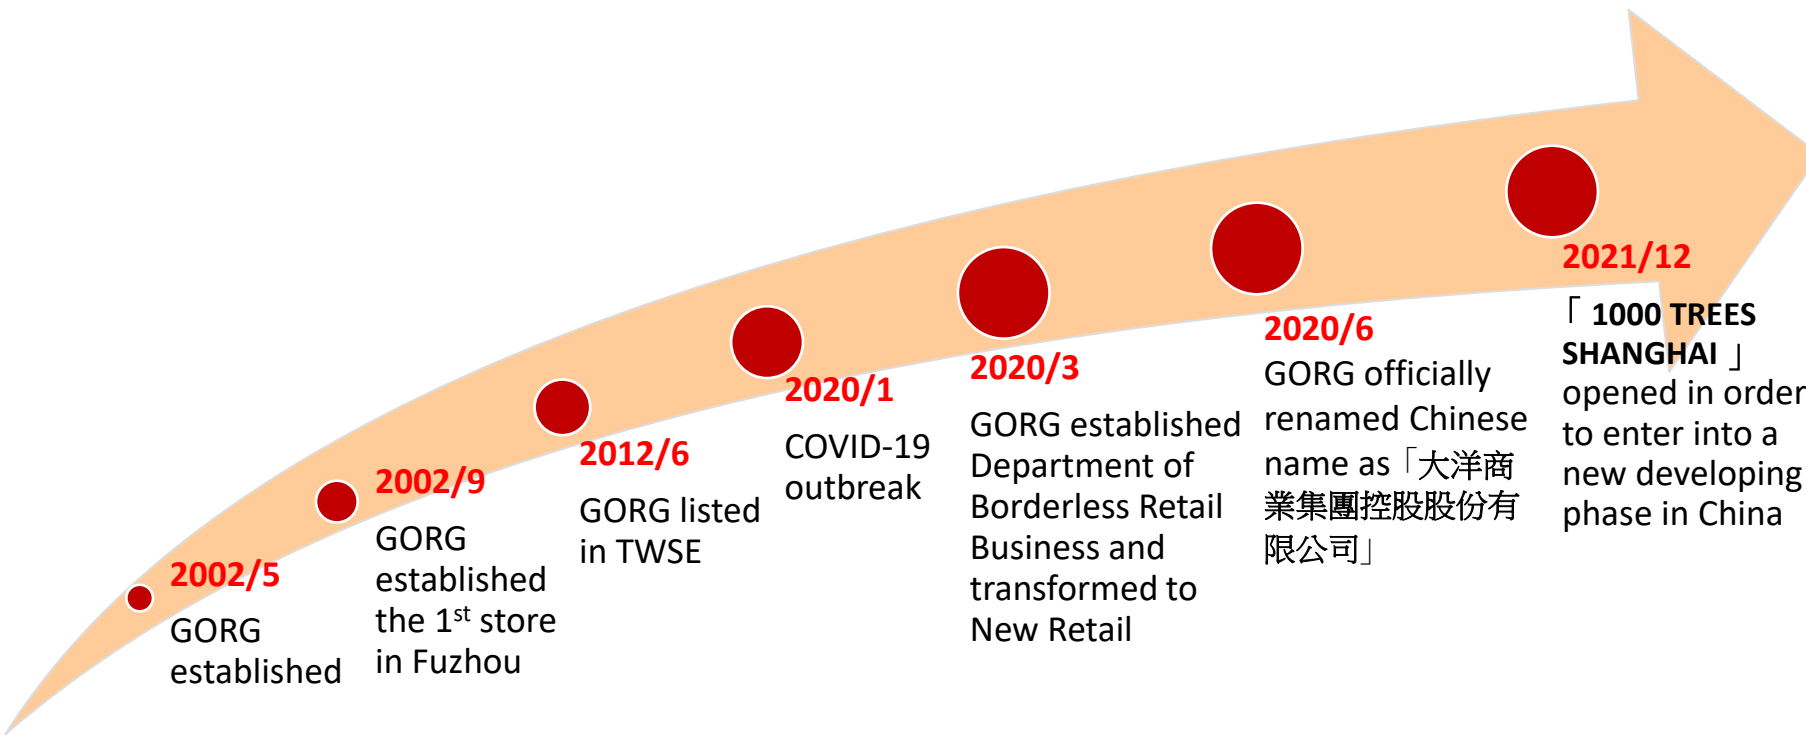 2002/5
GORG
established
2002/9
GORG
established
the 1st store
in Fuzhou
2012/6
GORG listed
in TWSE
2020/1
COVID-19
outbreak
2020/3
GORG established
Department of
Borderless Retail
Business and
transformed to
New Retail
2020/6
GORG officially
renamed Chinese
name as「大洋商
業集團控股股份有
限公司」
2021/12
「 1000 TREES
SHANGHAI 」
opened in order
to enter into a
new developing
phase in China